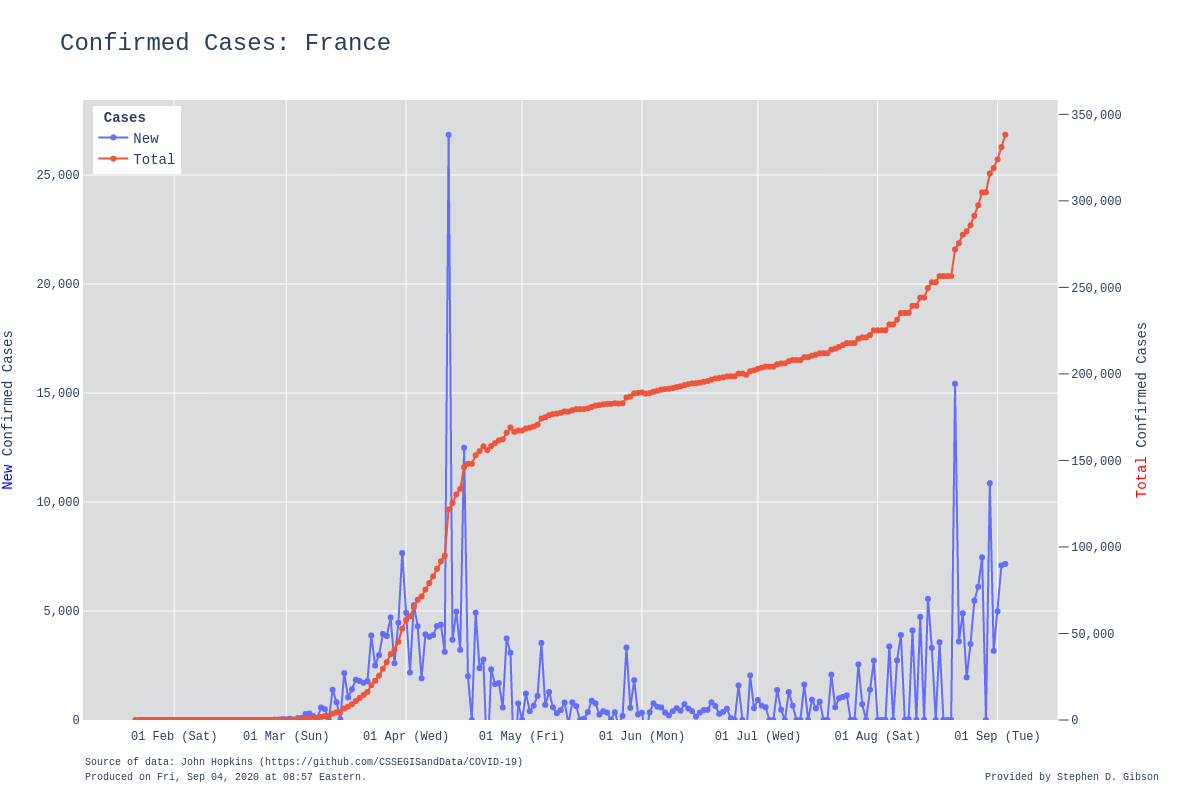 Confirmed Cases: France
Cases
New
Total
25,000
20,000
15,000
10,000
5,000
0
New Confirmed Cases
350,000
300,000
250,000
200,000
150,000
100,000
50,000
0
Total Confirmed Cases
01 Feb (Sat) 01 Mar (Sun) 01 Apr (Wed) 01 May (Fri) 01 Jun (Mon) 01 Jul (Wed) 01 Aug (Sat) 01 Sep (Tue)
Source of data: John Hopkins (https://github.com/CSSEGISandData/COVID-19)
Produced on Fri, Sep 04, 2020 at 08:57 Eastern.
Provided by Stephen D. Gibson